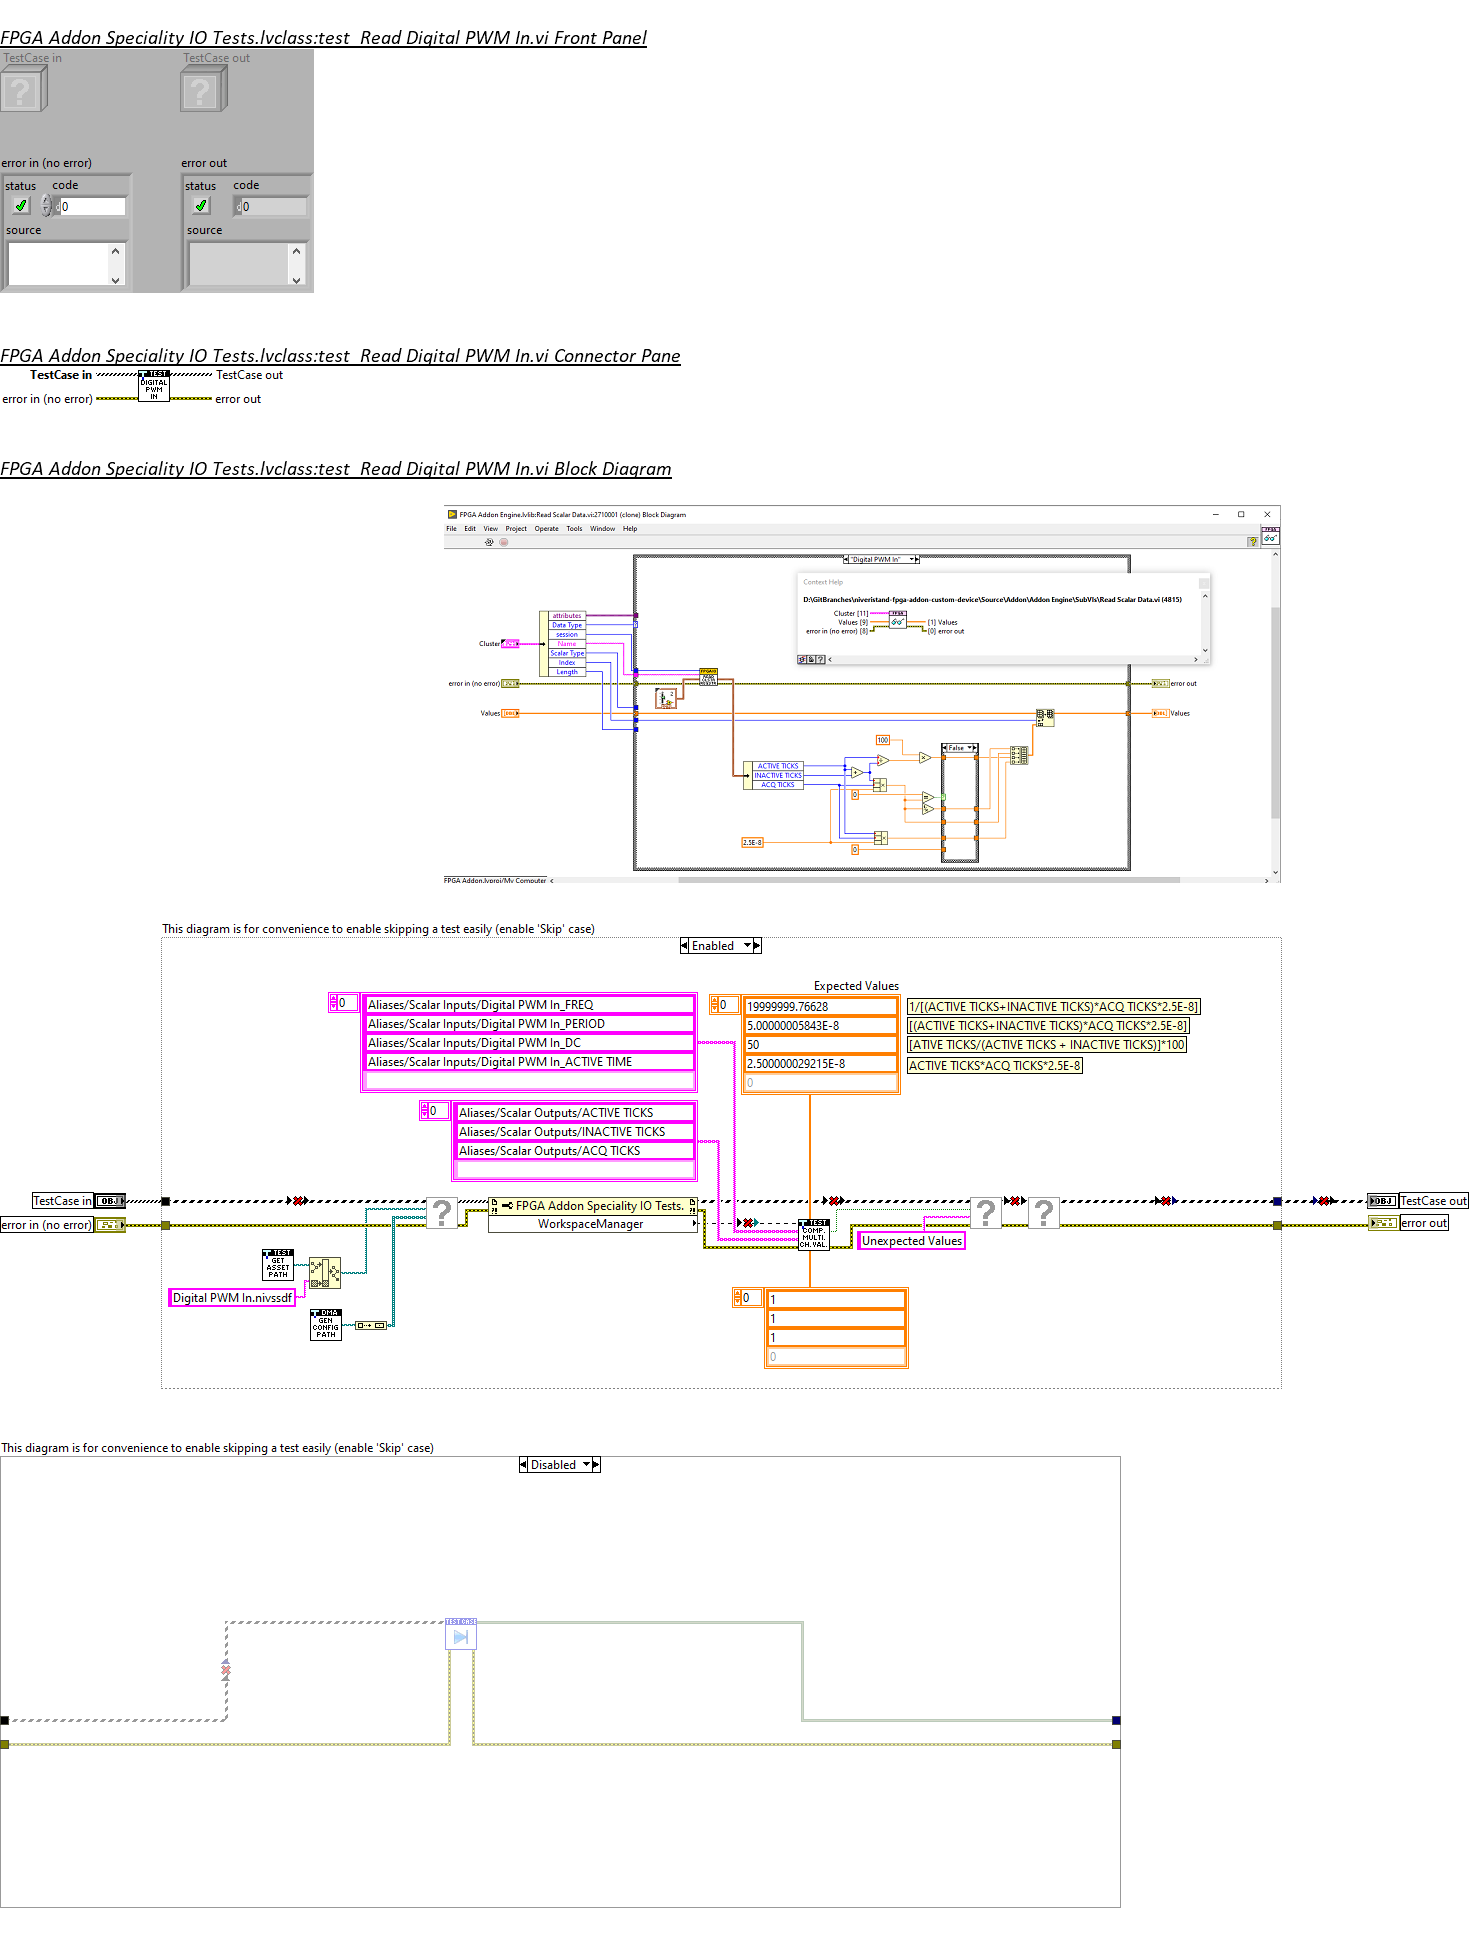 FPGA Addon Speciality IO Tests.lvclass:test_Read Digital PWM In.vi Front Panel
TestCase in
TestCase out
error in (no error)
error out
status
code
status
code
0
0
source
source
FPGA Addon Speciality IO Tests.lvclass:test_Read Digital PWM In.vi Connector Pane
TestCase in
TestCase out
TEST
DIGITAL
PWM
IN
error in (no error)
error out
FPGA Addon Speciality IO Tests.lvclass:test_Read Digital PWM In.vi Block Diagram
FPGA Addon Engine.lvlib:Read Scalar Data.vi:2710001 (clone) Block Diagram
File Edit View Project Operate Tools Window Help
"Digital PWM In"
Context Help
D:\GitBranches\niveristand-fpga-addon-custom-device\Source\Addon\Addon Engine\SubVIs\Read Scalar Data.vi (4815)
Cluster [11]
Values [9]
[1] Values
error in (no error) [8]
[0] error out
attributes
Data Type
session
Cluster
Name
Scalar Type
Index
Length
error in (no error)
error out
Values
Values
100
False
ACTIVE TICKS
INACTIVE TICKS
ACQ TICKS
0
2.5E-8
0
FPGA Addon.lvproj/My Computer
This diagram is for convenience to enable skipping a test easily (enable 'Skip' case)
Enabled
Expected Values
0
Aliases/Scalar Inputs/Digital PWM In_FREQ
Aliases/Scalar Inputs/Digital PWM In_PERIOD
Aliases/Scalar Inputs/Digital PWM In_DC
Aliases/Scalar Inputs/Digital PWM In_ACTIVE TIME
0
19999999.76628
5.00000005843E-8
50
2.500000029215E-8
0
1/[(ACTIVE TICKS+INACTIVE TICKS)*ACQ TICKS*2.5E-8]
[(ACTIVE TICKS+INACTIVE TICKS)*ACQ TICKS*2.5E-8]
[ATIVE TICKS/(ACTIVE TICKS + INACTIVE TICKS)]*100
ACTIVE TICKS*ACQ TICKS*2.5E-8
0
Aliases/Scalar Outputs/ACTIVE TICKS
Aliases/Scalar Outputs/INACTIVE TICKS
Aliases/Scalar Outputs/ACQ TICKS
TestCase in
OBJ
FPGA Addon Speciality IO Tests.
OBJ
TestCase out
error in (no error)
WorkspaceManager
TEST
COMP.
MULTI.
CH.VAL.
error out
Unexpected Values
TEST
GET
ASSET
PATH
Digital PWM In.nivssdf
DMA
GEN
CONFIG
PATH
0
1
1
1
0
This diagram is for convenience to enable skipping a test easily (enable 'Skip' case)
Disabled
TEST CASE